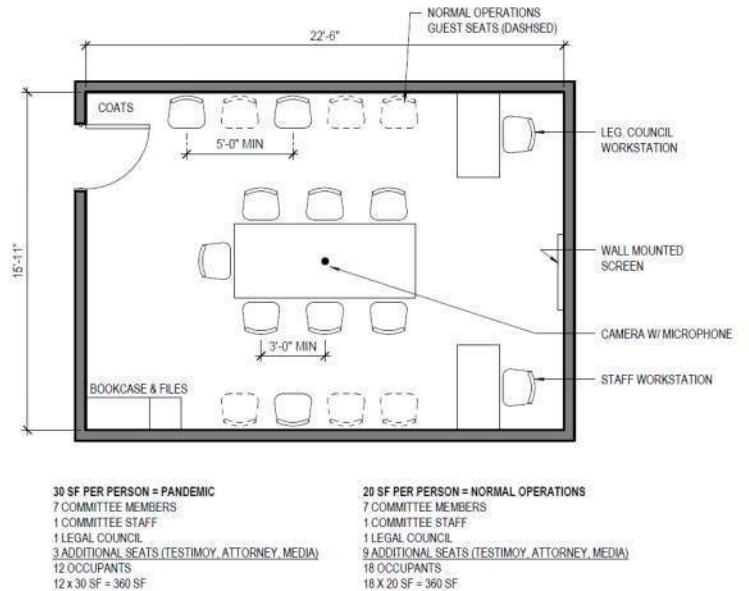 NORMAL OPERATIONS
GUEST SEATS (DASHSED)
22'-6"
COATS
5'-0" MIN
LEG. COUNCIL
WORKSTATION
15'-11"
WALL MOUNTED
SCREEN
CAMERA W/ MICROPHONE
3'-0" MIN
STAFF WORKSTATION
BOOKCASE & FILES
30 SF PER PERSON = PANDEMIC
7 COMMITTEE MEMBERS
1 COMMITTEE STAFF
1 LEGAL COUNCIL
3 ADDITIONAL SEATS (TESTIMOY, ATTORNEY, MEDIA)
12 OCCUPANTS
12 x 30 SF = 360 SF
20 SF PER PERSON = NORMAL OPERATIONS
7 COMMITTEE MEMBERS
1 COMMITTEE STAFF
1 LEGAL COUNCIL
9 ADDITIONAL SEATS (TESTIMOY, ATTORNEY, MEDIA)
18 OCCUPANTS
18 X 20 SF = 360 SF